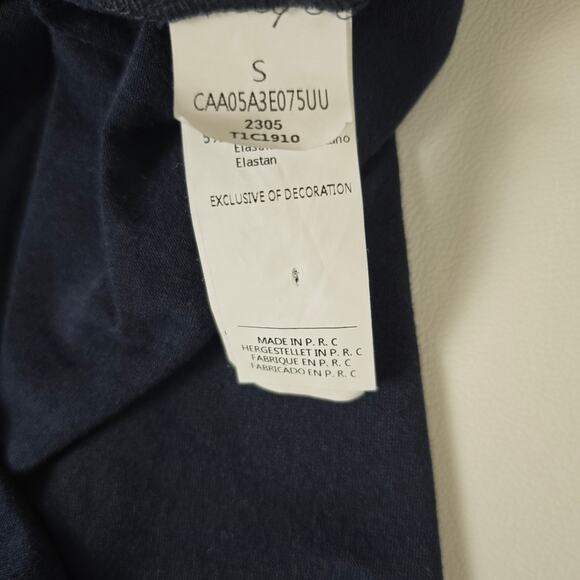 S
CAA05A3E075UU
2305
T1C1910
Elastan
EXCLUSIVE OF DECORATION
MADE IN P. R. C
HERGESTELLET IN P. R. C
FABRIQUE EN P. R. C
FABRICADO EN P. R. C